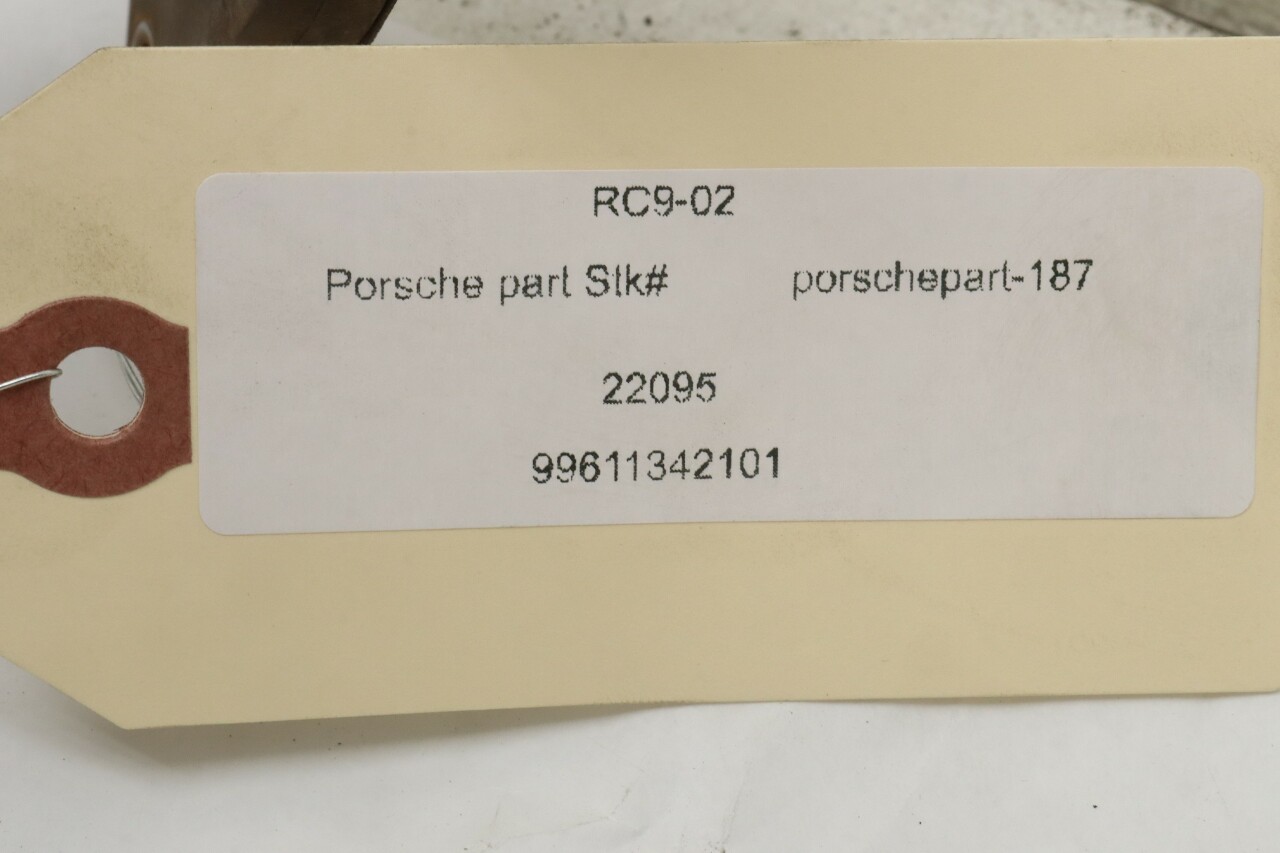 RC9-02
Porsche part Stk# porschepart-187
22095
99611342101